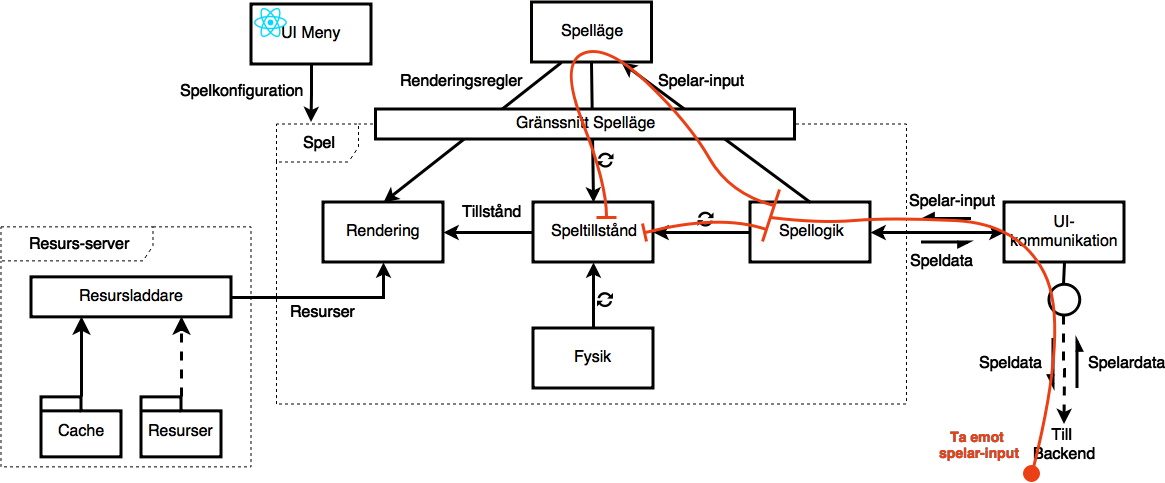 UI Meny
Spelläge
Spelkonfiguration
Renderingsregler
Spelar-input
Gränssnitt Spelläge
Spel
Resurs-server
Resursladdare
Cache
Resurser
Resurser
Rendering
Tillstånd
Speltillstånd
Spellogik
Fysik
Spelar-input
Speldata
UI-
kommunikation
Speldata
Spelardata
Till
Backend
Ta emot
spelar-input